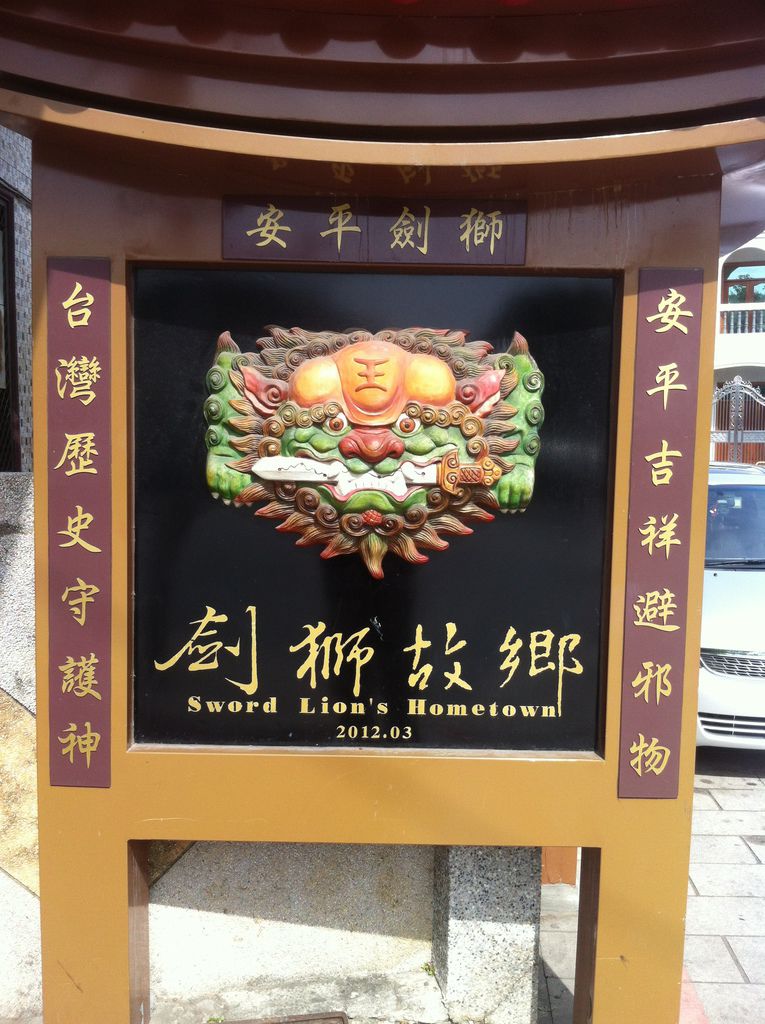 安平劍獅
安平吉祥避邪物
台灣歷史守護神
王
劍獅故鄉
Sword Lion's Hometown
2012.03